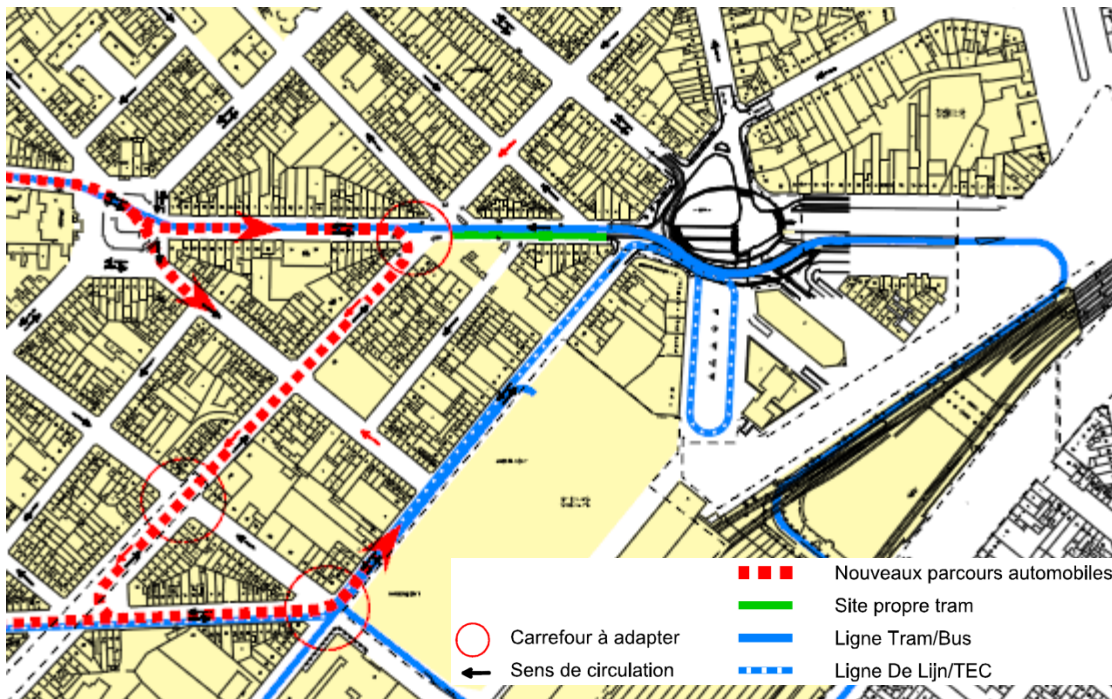 Nouveaux parcours automobiles
Site propre tram
Carrefour à adapter
Ligne Tram/Bus
Sens de circulation
Ligne De Lijn/TEC